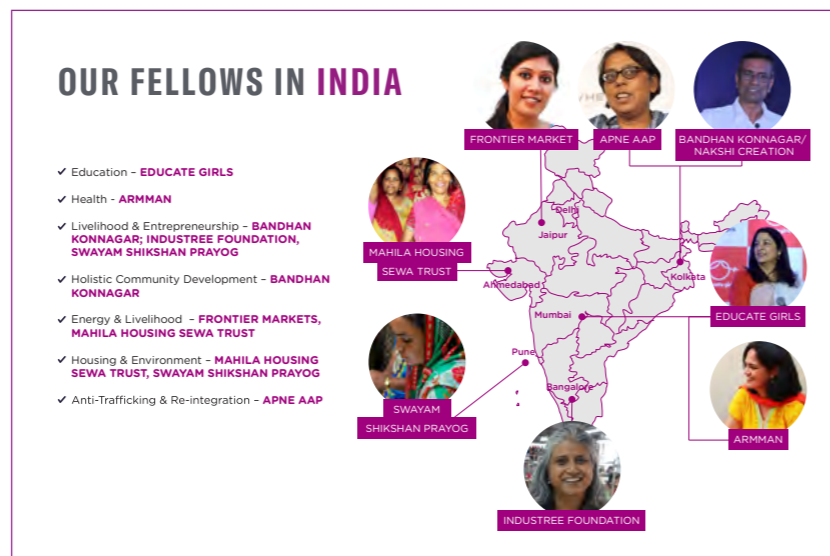 OUR FELLOWS IN INDIA
✓ Education – EDUCATE GIRLS
✓ Health - ARMMAN
✓ Livelihood & Entrepreneurship – BANDHAN
KONNAGAR; INDUSTREE FOUNDATION,
SWAYAM SHIKSHAN PRAYOG
✓ Holistic Community Development – BANDHAN
KONNAGAR
✓ Energy & Livelihood – FRONTIER MARKETS,
MAHILA HOUSING SEWA TRUST
✓ Housing & Environment – MAHILA HOUSING
SEWA TRUST, SWAYAM SHIKSHAN PRAYOG
✓ Anti-Trafficking & Re-integration – APNE AAP
FRONTIER MARKET
APNE AAP
BANDHAN KONNAGAR/
NAKSHI CREATION
Delhi
Jaipur
MAHILA HOUSING
SEWA TRUST
Ahmedabad
Kolkata
Mumbai
EDUCATE GIRLS
Pune
Bangalore
SWAYAM
SHIKSHAN PRAYOG
ARMMAN
INDUSTREE FOUNDATION